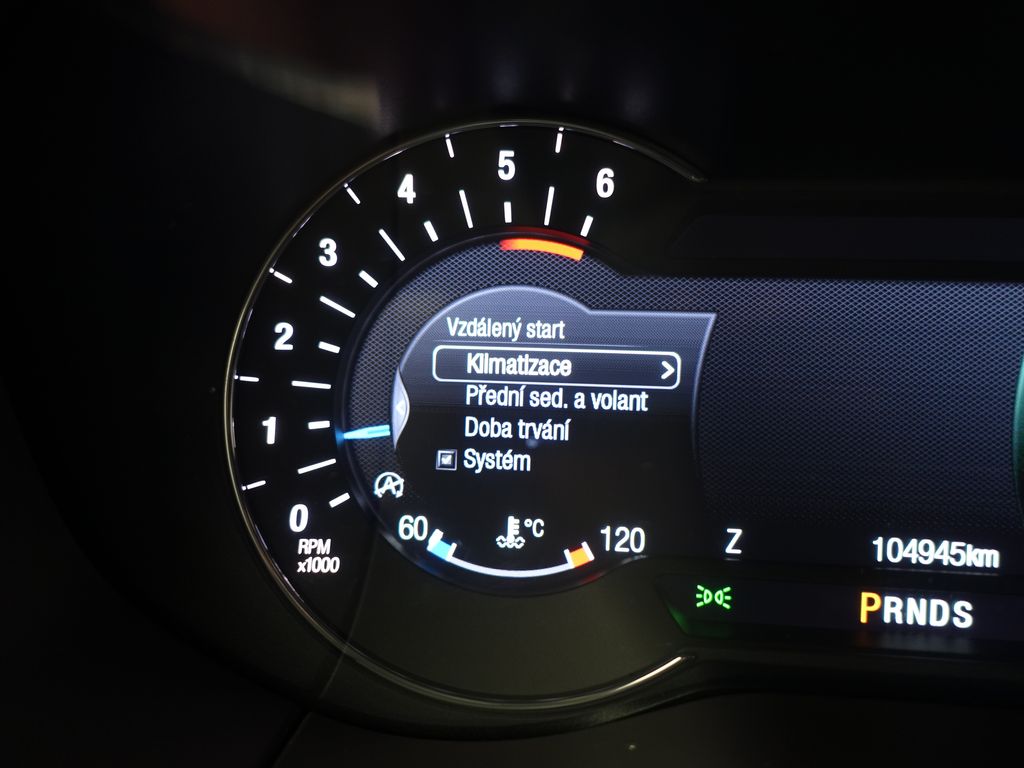 6
5
4
3
2
1
0
RPM
x1000
Vzdálený start
Klimatizace
Přední sed. a volant
Doba trvání
Systém
60 °C 120
Z 104945km
PRNDS